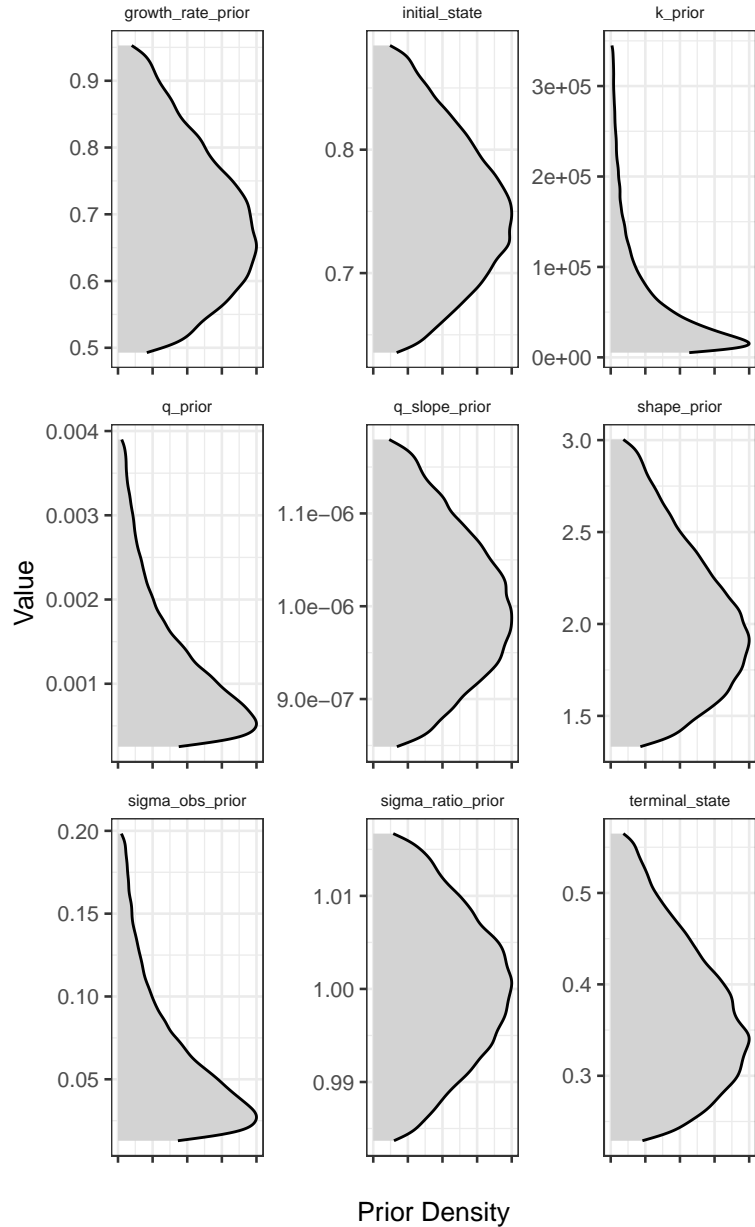 growth_rate_prior initial_state k_prior
0.9
0.8
0.7
0.6
0.5
0.8
0.7
3e+05
2e+05
1e+05
0e+00
q_prior q_slope_prior shape_prior
0.004
0.003
0.002
0.001
1.1e−06
1.0e−06
9.0e−07
3.0
2.5
2.0
1.5
sigma_obs_prior sigma_ratio_prior terminal_state
0.20
0.15
0.10
0.05
1.01
1.00
0.99
0.5
0.4
0.3
Value
Prior Density